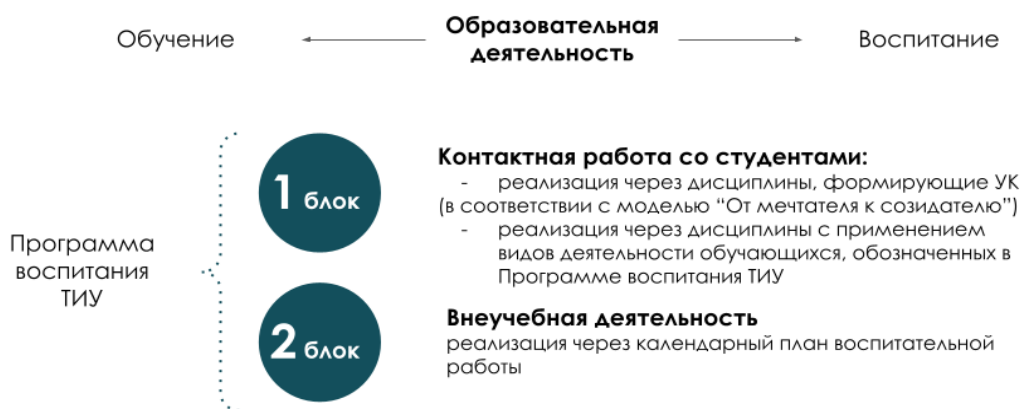 Обучение
Образовательная
деятельность
Воспитание
Программа
воспитания
ТИУ
1 блок
Контактная работа со студентами:
- реализация через дисциплины, формирующие УК
(в соответствии с моделью “От мечтателя к созидателю”)
- реализация через дисциплины с применением
видов деятельности обучающихся, обозначенных в
Программе воспитания ТИУ
2 блок
Внеучебная деятельность
реализация через календарный план воспитательной
работы